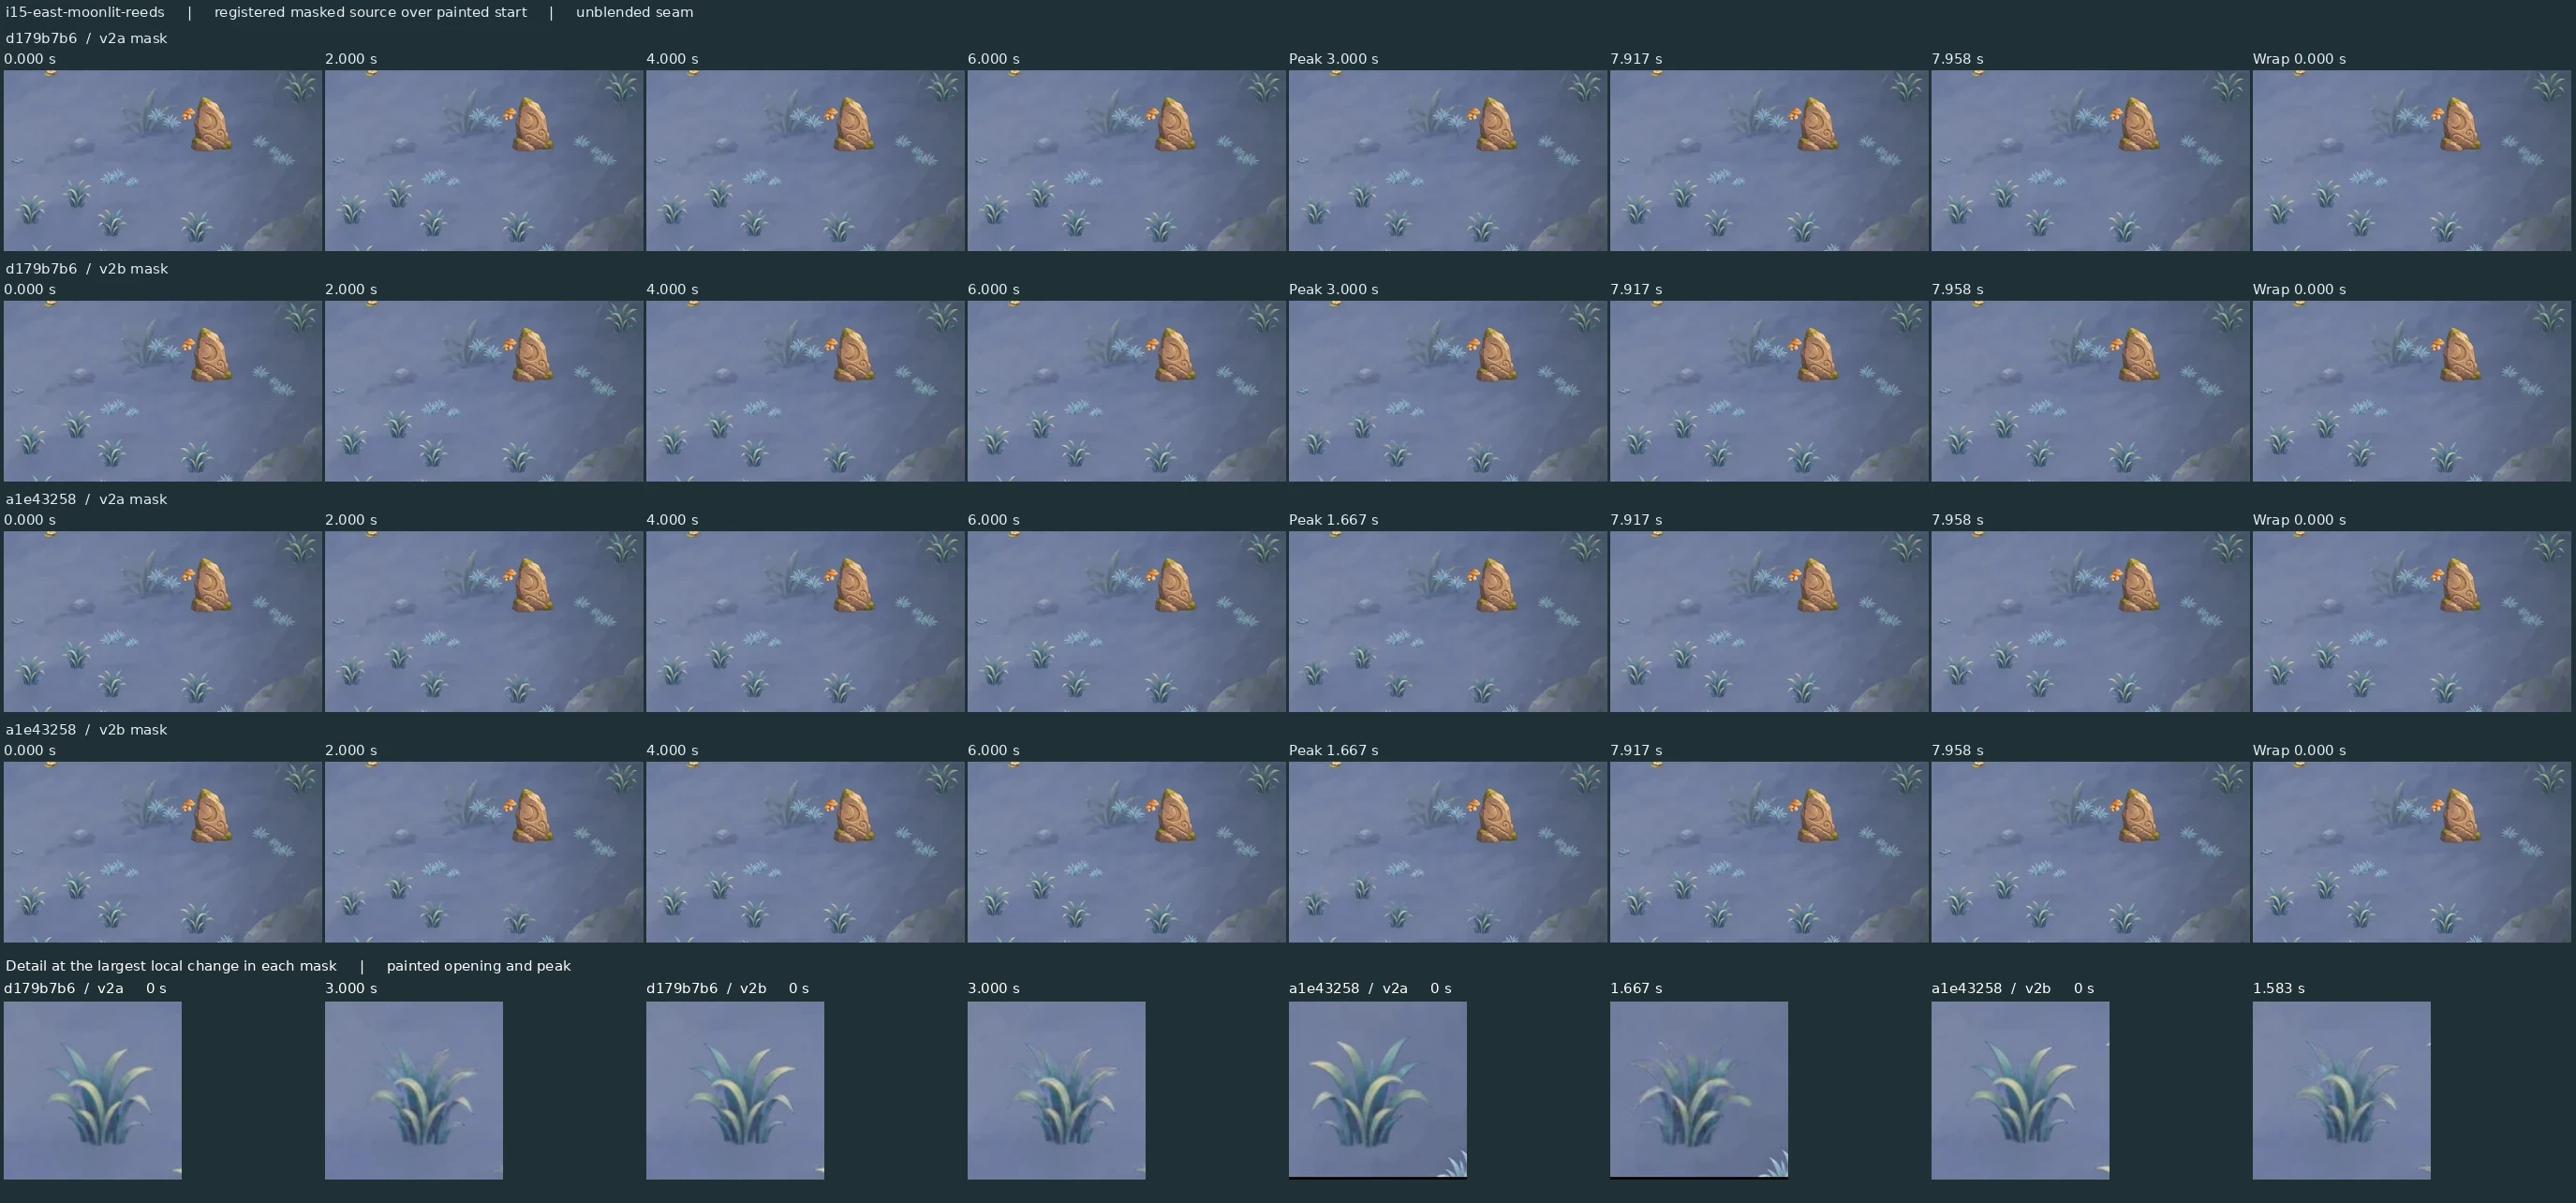 i15-east-moonlit-reeds | registered masked source over painted start | unblended seam
d179b7b6 / v2a mask
0.000 s 2.000 s 4.000 s 6.000 s Peak 3.000 s 7.917 s 7.958 s Wrap 0.000 s
d179b7b6 / v2b mask
0.000 s 2.000 s 4.000 s 6.000 s Peak 3.000 s 7.917 s 7.958 s Wrap 0.000 s
a1e43258 / v2a mask
0.000 s 2.000 s 4.000 s 6.000 s Peak 1.667 s 7.917 s 7.958 s Wrap 0.000 s
a1e43258 / v2b mask
0.000 s 2.000 s 4.000 s 6.000 s Peak 1.667 s 7.917 s 7.958 s Wrap 0.000 s
Detail at the largest local change in each mask | painted opening and peak
d179b7b6 / v2a 0 s 3.000 s d179b7b6 / v2b 0 s 3.000 s a1e43258 / v2a 0 s 1.667 s a1e43258 / v2b 0 s 1.583 s